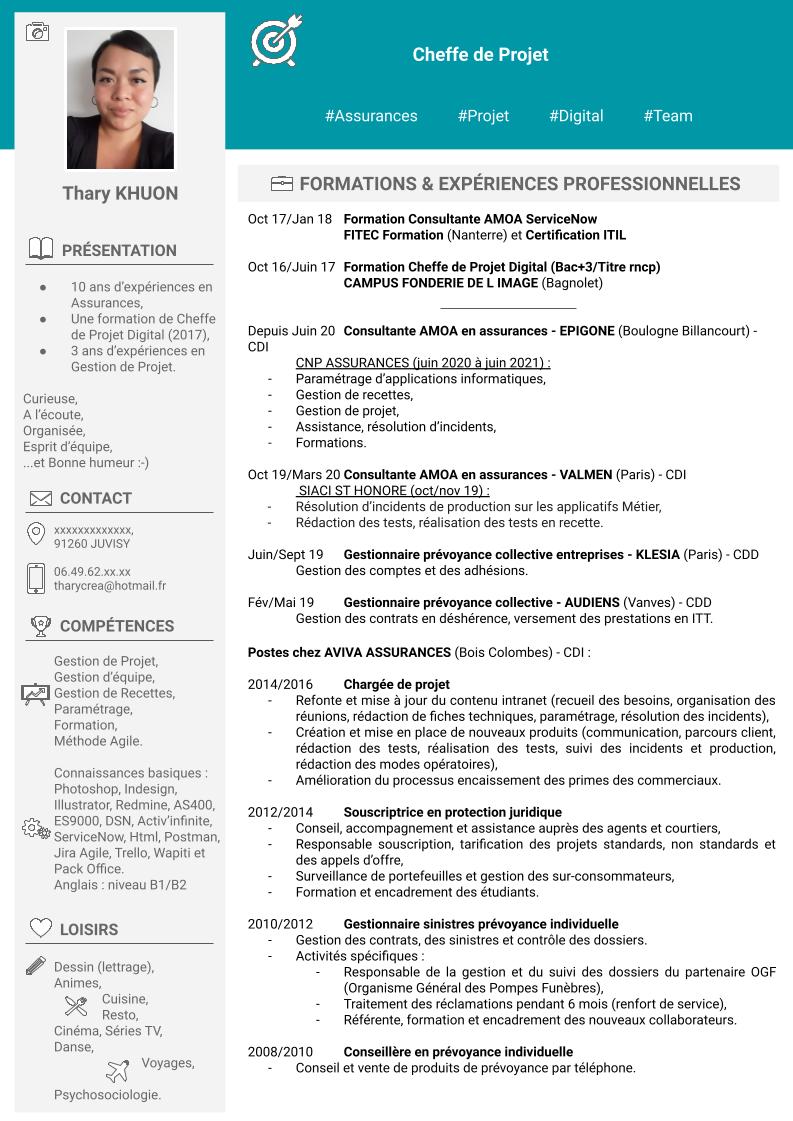 Cheffe de Projet
#Assurances #Projet #Digital #Team
Thary KHUON
PRÉSENTATION
● 10 ans d'expériences en
Assurances,
● Une formation de Cheffe
de Projet Digital (2017),
● 3 ans d'expériences en
Gestion de Projet.
Curieuse,
A l'écoute,
Organisée,
Esprit d'équipe,
...et Bonne humeur :-)
CONTACT
xxxxxxxxxxxxx,
91260 JUVISY
06.49.62.xx.xx
tharycrea@hotmail.fr
COMPÉTENCES
Gestion de Projet,
Gestion d'équipe,
Gestion de Recettes,
Paramétrage,
Formation,
Méthode Agile.
Connaissances basiques :
Photoshop, Indesign,
Illustrator, Redmine, AS400,
ES9000, DSN, Activ'infinite,
ServiceNow, Html, Postman,
Jira Agile, Trello, Wapiti et
Pack Office.
Anglais : niveau B1/B2
LOISIRS
Dessin (lettrage),
Animes,
Cuisine,
Resto,
Cinéma, Séries TV,
Danse,
Voyages,
Psychosociologie.
FORMATIONS & EXPÉRIENCES PROFESSIONNELLES
Oct 17/Jan 18 Formation Consultante AMOA ServiceNow
FITEC Formation (Nanterre) et Certification ITIL
Oct 16/Juin 17 Formation Cheffe de Projet Digital (Bac+3/Titre rncp)
CAMPUS FONDERIE DE L IMAGE (Bagnolet)
Depuis Juin 20 Consultante AMOA en assurances - EPIGONE (Boulogne Billancourt) -
CDI
CNP ASSURANCES (juin 2020 à juin 2021) :
- Paramétrage d'applications informatiques,
- Gestion de recettes,
- Gestion de projet,
- Assistance, résolution d'incidents,
- Formations.
Oct 19/Mars 20 Consultante AMOA en assurances - VALMEN (Paris) - CDI
SIACI ST HONORE (oct/nov 19) :
- Résolution d'incidents de production sur les applicatifs Métier,
- Rédaction des tests, réalisation des tests en recette.
Juin/Sept 19 Gestionnaire prévoyance collective entreprises - KLESIA (Paris) - CDD
Gestion des comptes et des adhésions.
Fév/Mai 19 Gestionnaire prévoyance collective - AUDIENS (Vanves) - CDD
Gestion des contrats en déshérence, versement des prestations en ITT.
Postes chez AVIVA ASSURANCES (Bois Colombes) - CDI :
2014/2016 Chargée de projet
- Refonte et mise à jour du contenu intranet (recueil des besoins, organisation des
réunions, rédaction de fiches techniques, paramétrage, résolution des incidents),
- Création et mise en place de nouveaux produits (communication, parcours client,
rédaction des tests, réalisation des tests, suivi des incidents et production,
rédaction des modes opératoires),
- Amélioration du processus encaissement des primes des commerciaux.
2012/2014 Souscriptrice en protection juridique
- Conseil, accompagnement et assistance auprès des agents et courtiers,
- Responsable souscription, tarification des projets standards, non standards et
des appels d'offre,
- Surveillance de portefeuilles et gestion des sur-consommateurs,
- Formation et encadrement des étudiants.
2010/2012 Gestionnaire sinistres prévoyance individuelle
- Gestion des contrats, des sinistres et contrôle des dossiers.
- Activités spécifiques :
- Responsable de la gestion et du suivi des dossiers du partenaire OGF
(Organisme Général des Pompes Funèbres),
- Traitement des réclamations pendant 6 mois (renfort de service),
- Référente, formation et encadrement des nouveaux collaborateurs.
2008/2010 Conseillère en prévoyance individuelle
- Conseil et vente de produits de prévoyance par téléphone.